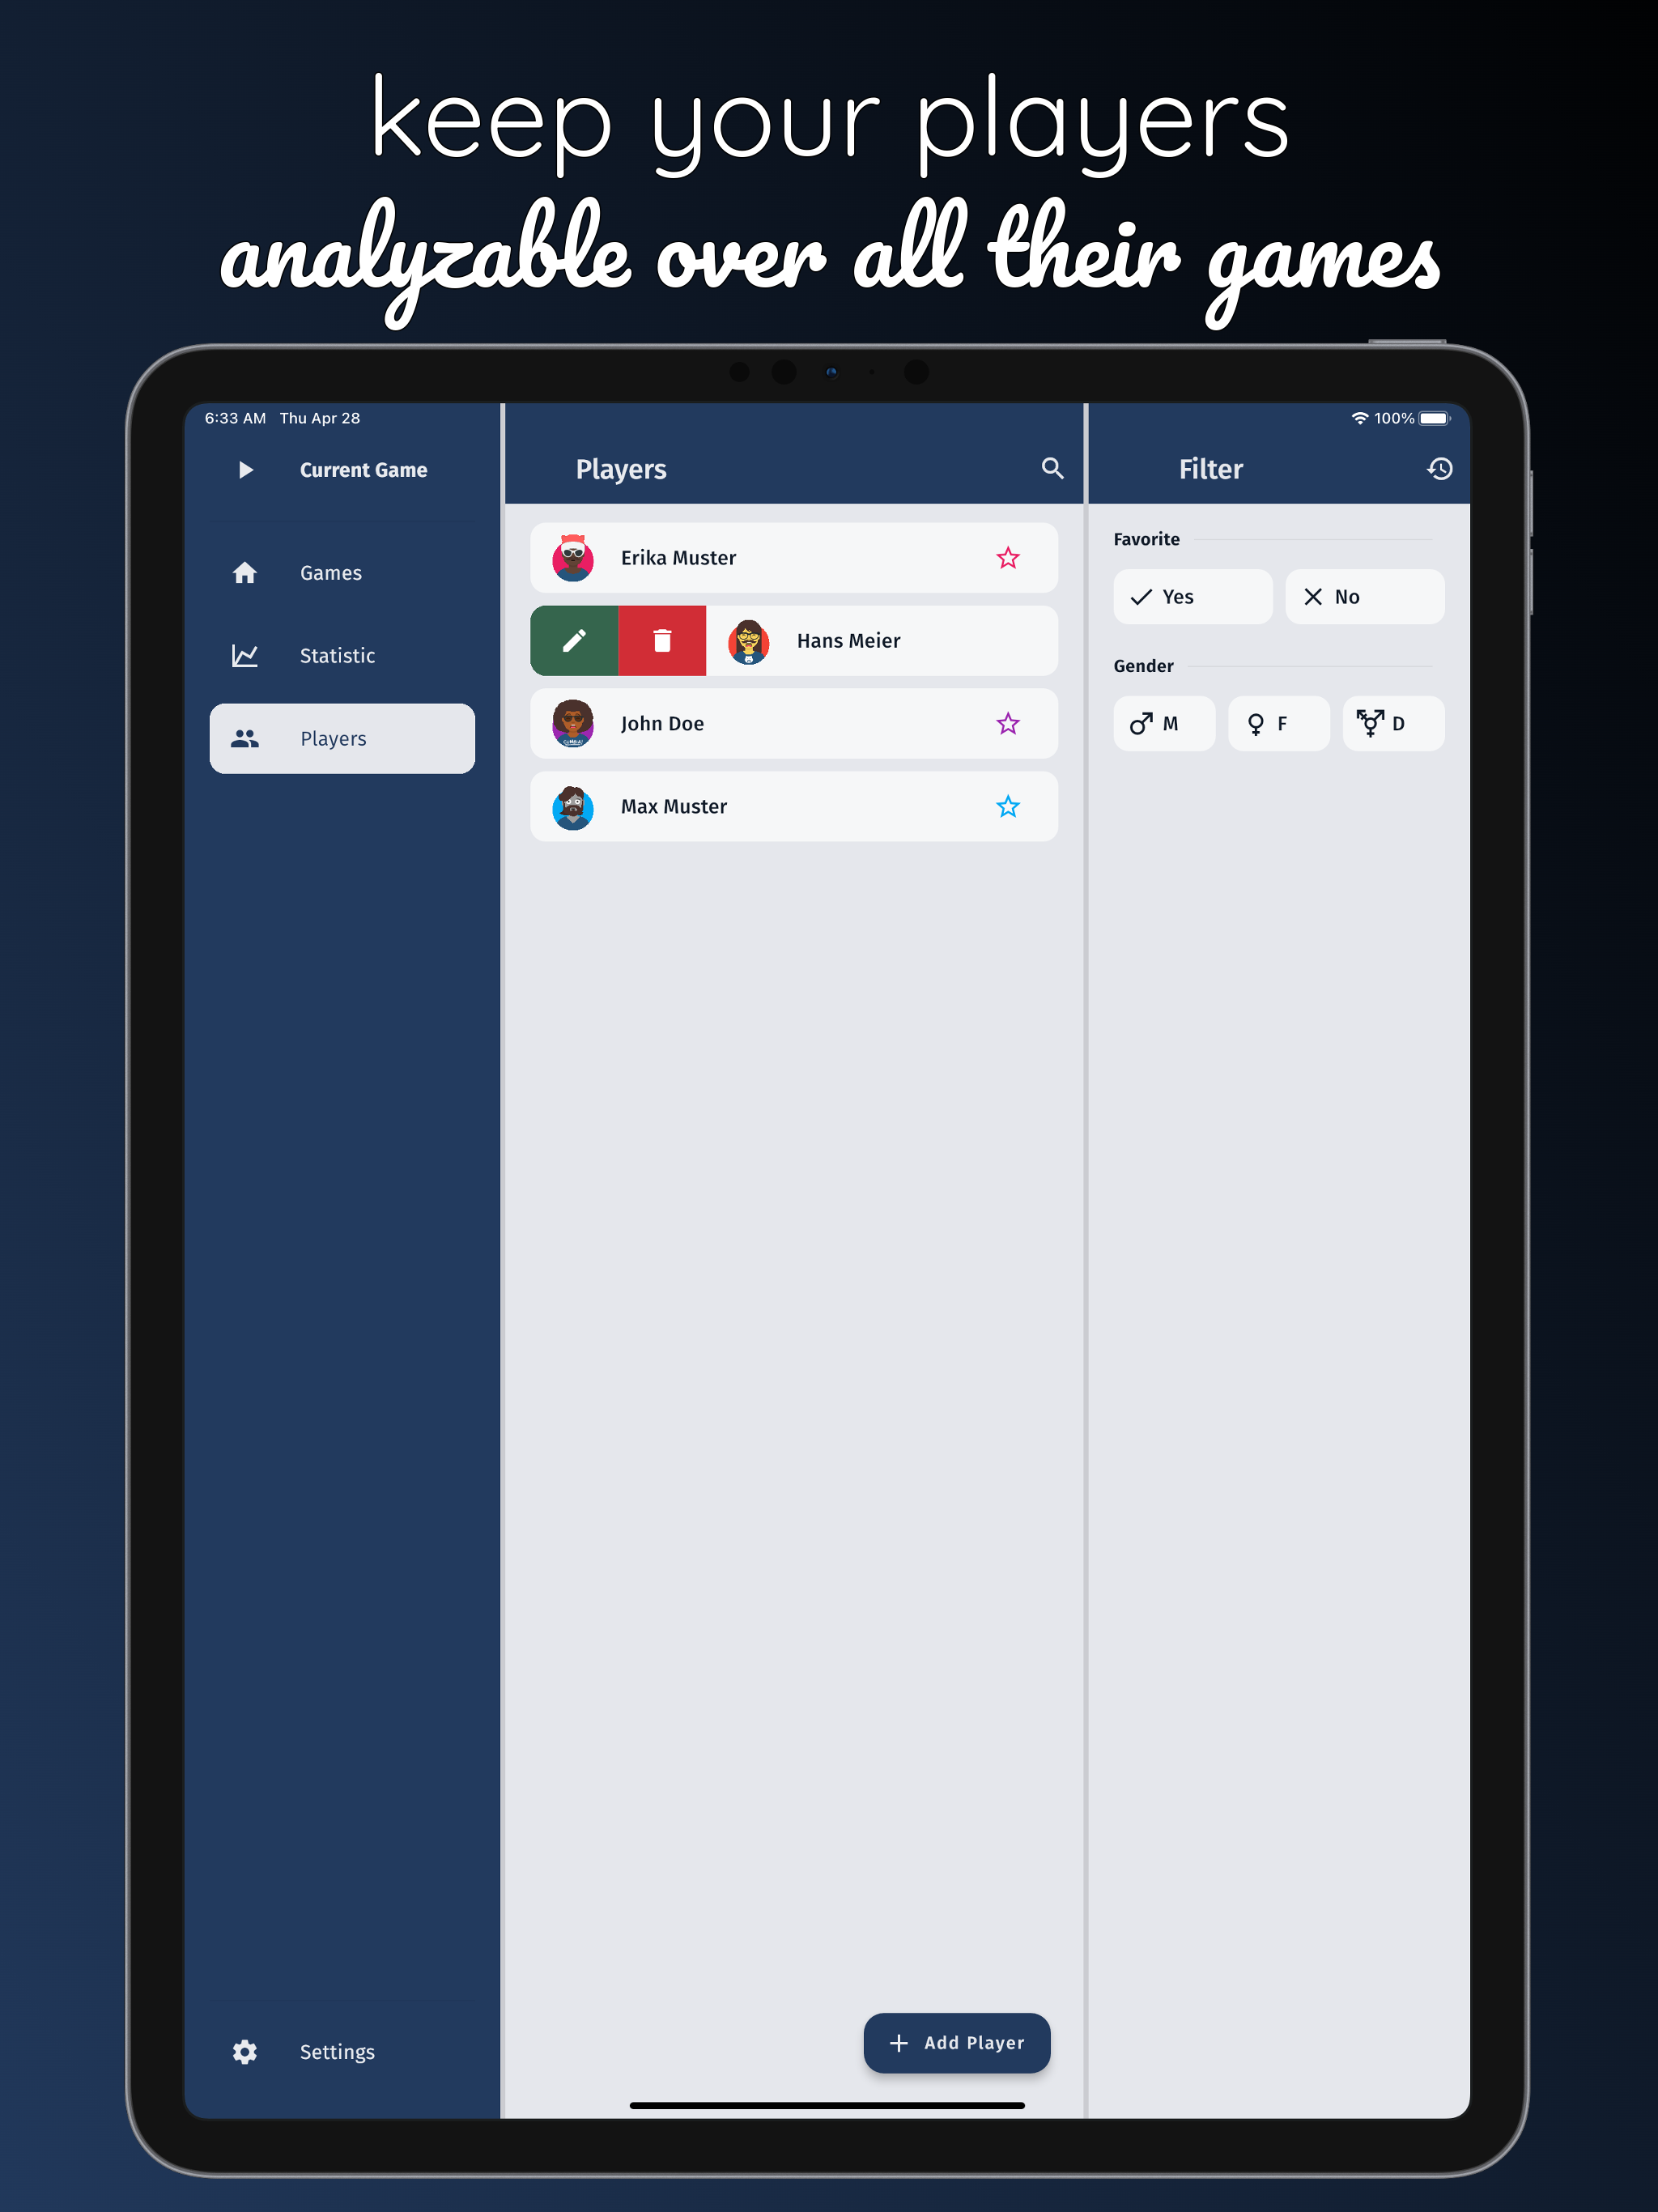 keep your players
analyzable over all their games
6:33 AM Thu Apr 28
100%
Current Game
Games
Statistic
Players
Settings
Players
Erika Muster
Hans Meier
John Doe
Max Muster
Add Player
Filter
Favorite
Yes
No
Gender
M
F
D